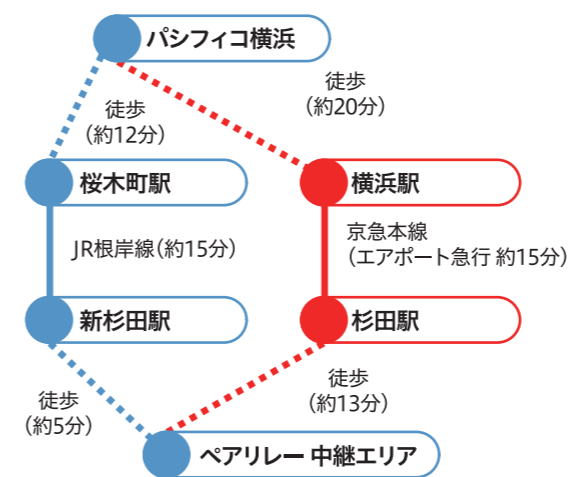 パシフィコ横浜
徒歩
（約12分）
徒歩
（約20分）
桜木町駅
横浜駅
JR根岸線（約15分）
京急本線
（エアポート急行 約15分）
新杉田駅
杉田駅
徒歩
（約5分）
徒歩
（約13分）
ペアリレー 中継エリア